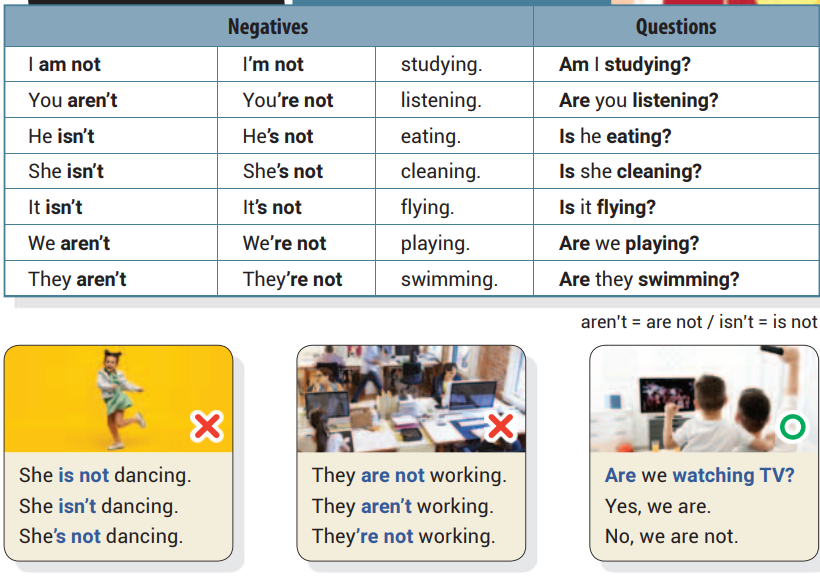 Negatives Questions
I am not I'm not studying. Am I studying?
You aren't You're not listening. Are you listening?
He isn't He's not eating. Is he eating?
She isn't She's not cleaning. Is she cleaning?
It isn't It's not flying. Is it flying?
We aren't We're not playing. Are we playing?
They aren't They're not swimming. Are they swimming?
aren't = are not / isn't = is not
She is not dancing.
She isn't dancing.
She's not dancing.
They are not working.
They aren't working.
They're not working.
Are we watching TV?
Yes, we are.
No, we are not.